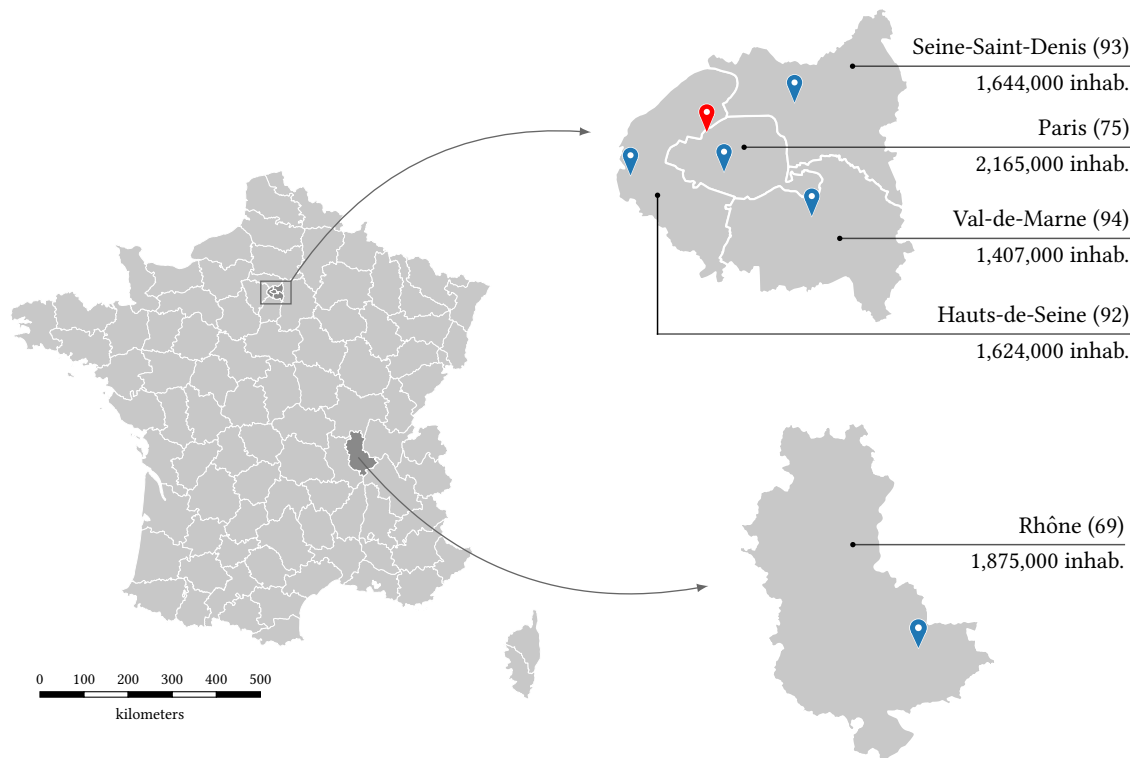 Seine-Saint-Denis (93)
1,644,000 inhab.
Paris (75)
2,165,000 inhab.
Val-de-Marne (94)
1,407,000 inhab.
Hauts-de-Seine (92)
1,624,000 inhab.
Rhône (69)
1,875,000 inhab.
0 100 200 300 400 500
kilometers